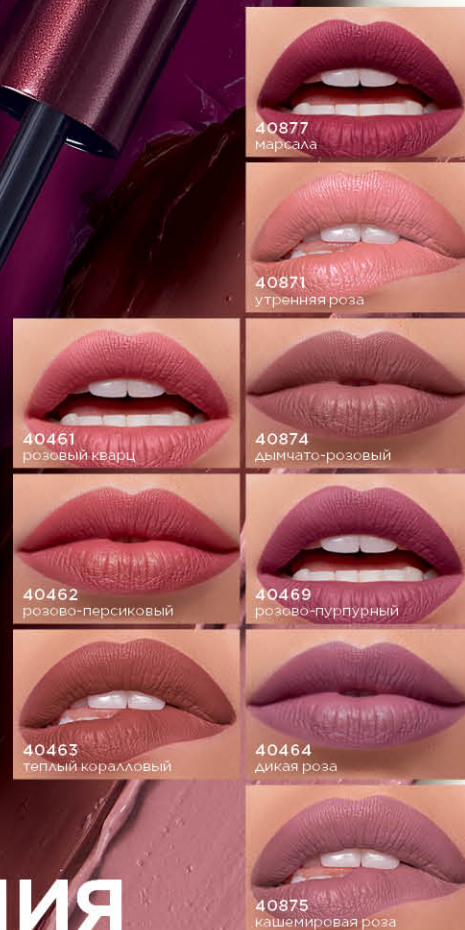 40877
марсала
40871
утренняя роза
40461
розовый кварц
40874
дымчато-розовый
40462
розово-персиковый
40469
розово-пурпурный
40463
теплый коралловый
40464
дикая роза
40875
кашемировая роза
ия